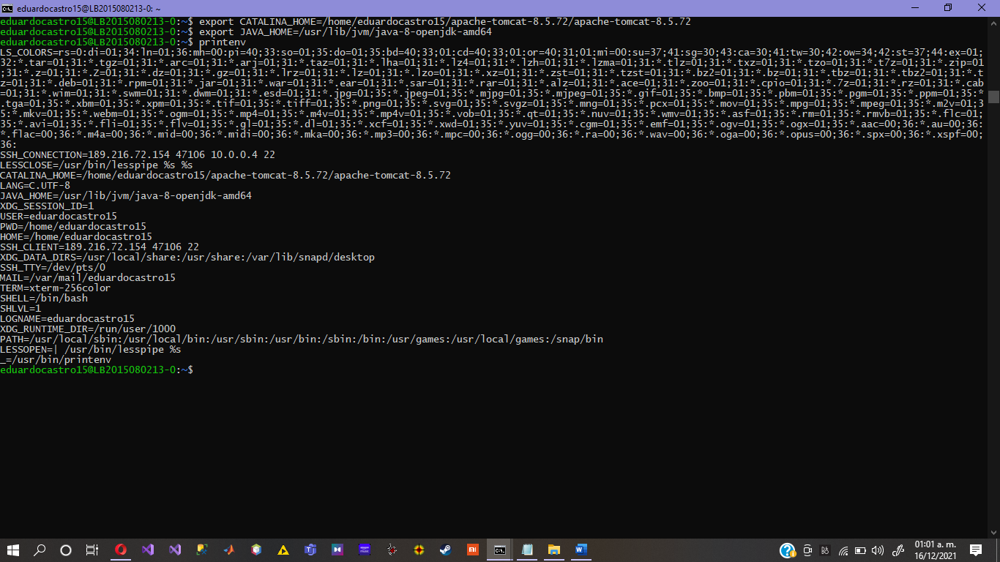 eduardocastro15@LB2015080213-0: ~
eduardocastro15@LB2015080213-0:~$ export CATALINA_HOME=/home/eduardocastro15/apache-tomcat-8.5.72/apache-tomcat-8.5.72
eduardocastro15@LB2015080213-0:~$ export JAVA_HOME=/usr/lib/jvm/java-8-openjdk-amd64
eduardocastro15@LB2015080213-0:~$ printenv
LS_COLORS=rs=0:di=01;34:ln=01;36:mh=00:pi=40;33:so=01;35:do=01;35:bd=40;33;01:cd=40;33;01:or=40;31;01:mi=00:su=37;41:sg=30;43:ca=30;41:tw=30;42:ow=34;42:st=37;44:ex=01;
32:*.tar=01;31:*.tgz=01;31:*.arc=01;31:*.arj=01;31:*.taz=01;31:*.lha=01;31:*.lz4=01;31:*.lzh=01;31:*.lzma=01;31:*.tlz=01;31:*.txz=01;31:*.tzo=01;31:*.t7z=01;31:*.zip=01
;31:*.z=01;31:*.Z=01;31:*.dz=01;31:*.gz=01;31:*.lrz=01;31:*.lz=01;31:*.lzo=01;31:*.xz=01;31:*.zst=01;31:*.tzst=01;31:*.bz2=01;31:*.bz=01;31:*.tbz=01;31:*.tbz2=01;31:*.t
z=01;31:*.deb=01;31:*.rpm=01;31:*.jar=01;31:*.war=01;31:*.ear=01;31:*.sar=01;31:*.rar=01;31:*.alz=01;31:*.ace=01;31:*.zoo=01;31:*.cpio=01;31:*.7z=01;31:*.rz=01;31:*.cab
=01;31:*.wim=01;31:*.swm=01;31:*.dwm=01;31:*.esd=01;31:*.jpg=01;35:*.jpeg=01;35:*.mjpg=01;35:*.mjpeg=01;35:*.gif=01;35:*.bmp=01;35:*.pbm=01;35:*.pgm=01;35:*.ppm=01;35:*
.tga=01;35:*.xbm=01;35:*.xpm=01;35:*.tif=01;35:*.tiff=01;35:*.png=01;35:*.svg=01;35:*.svgz=01;35:*.mng=01;35:*.pcx=01;35:*.mov=01;35:*.mpg=01;35:*.mpeg=01;35:*.m2v=01;3
5:*.mkv=01;35:*.webm=01;35:*.ogm=01;35:*.mp4=01;35:*.m4v=01;35:*.mp4v=01;35:*.vob=01;35:*.qt=01;35:*.nuv=01;35:*.wmv=01;35:*.asf=01;35:*.rm=01;35:*.rmvb=01;35:*.flc=01;
35:*.avi=01;35:*.fli=01;35:*.flv=01;35:*.gl=01;35:*.dl=01;35:*.xcf=01;35:*.xwd=01;35:*.yuv=01;35:*.cgm=01;35:*.emf=01;35:*.ogv=01;35:*.ogx=01;35:*.aac=00;36:*.au=00;36:
*.flac=00;36:*.m4a=00;36:*.mid=00;36:*.midi=00;36:*.mka=00;36:*.mp3=00;36:*.mpc=00;36:*.ogg=00;36:*.ra=00;36:*.wav=00;36:*.oga=00;36:*.opus=00;36:*.spx=00;36:*.xspf=00;
36:
SSH_CONNECTION=189.216.72.154 47106 10.0.0.4 22
LESSCLOSE=/usr/bin/lesspipe %s %s
CATALINA_HOME=/home/eduardocastro15/apache-tomcat-8.5.72/apache-tomcat-8.5.72
LANG=C.UTF-8
JAVA_HOME=/usr/lib/jvm/java-8-openjdk-amd64
XDG_SESSION_ID=1
USER=eduardocastro15
PWD=/home/eduardocastro15
HOME=/home/eduardocastro15
SSH_CLIENT=189.216.72.154 47106 22
XDG_DATA_DIRS=/usr/local/share:/usr/share:/var/lib/snapd/desktop
SSH_TTY=/dev/pts/0
MAIL=/var/mail/eduardocastro15
TERM=xterm-256color
SHELL=/bin/bash
SHLVL=1
LOGNAME=eduardocastro15
XDG_RUNTIME_DIR=/run/user/1000
PATH=/usr/local/sbin:/usr/local/bin:/usr/sbin:/usr/bin:/sbin:/bin:/usr/games:/usr/local/games:/snap/bin
LESSOPEN=| /usr/bin/lesspipe %s
_=/usr/bin/printenv
eduardocastro15@LB2015080213-0:~$
01:01 a. m.
16/12/2021